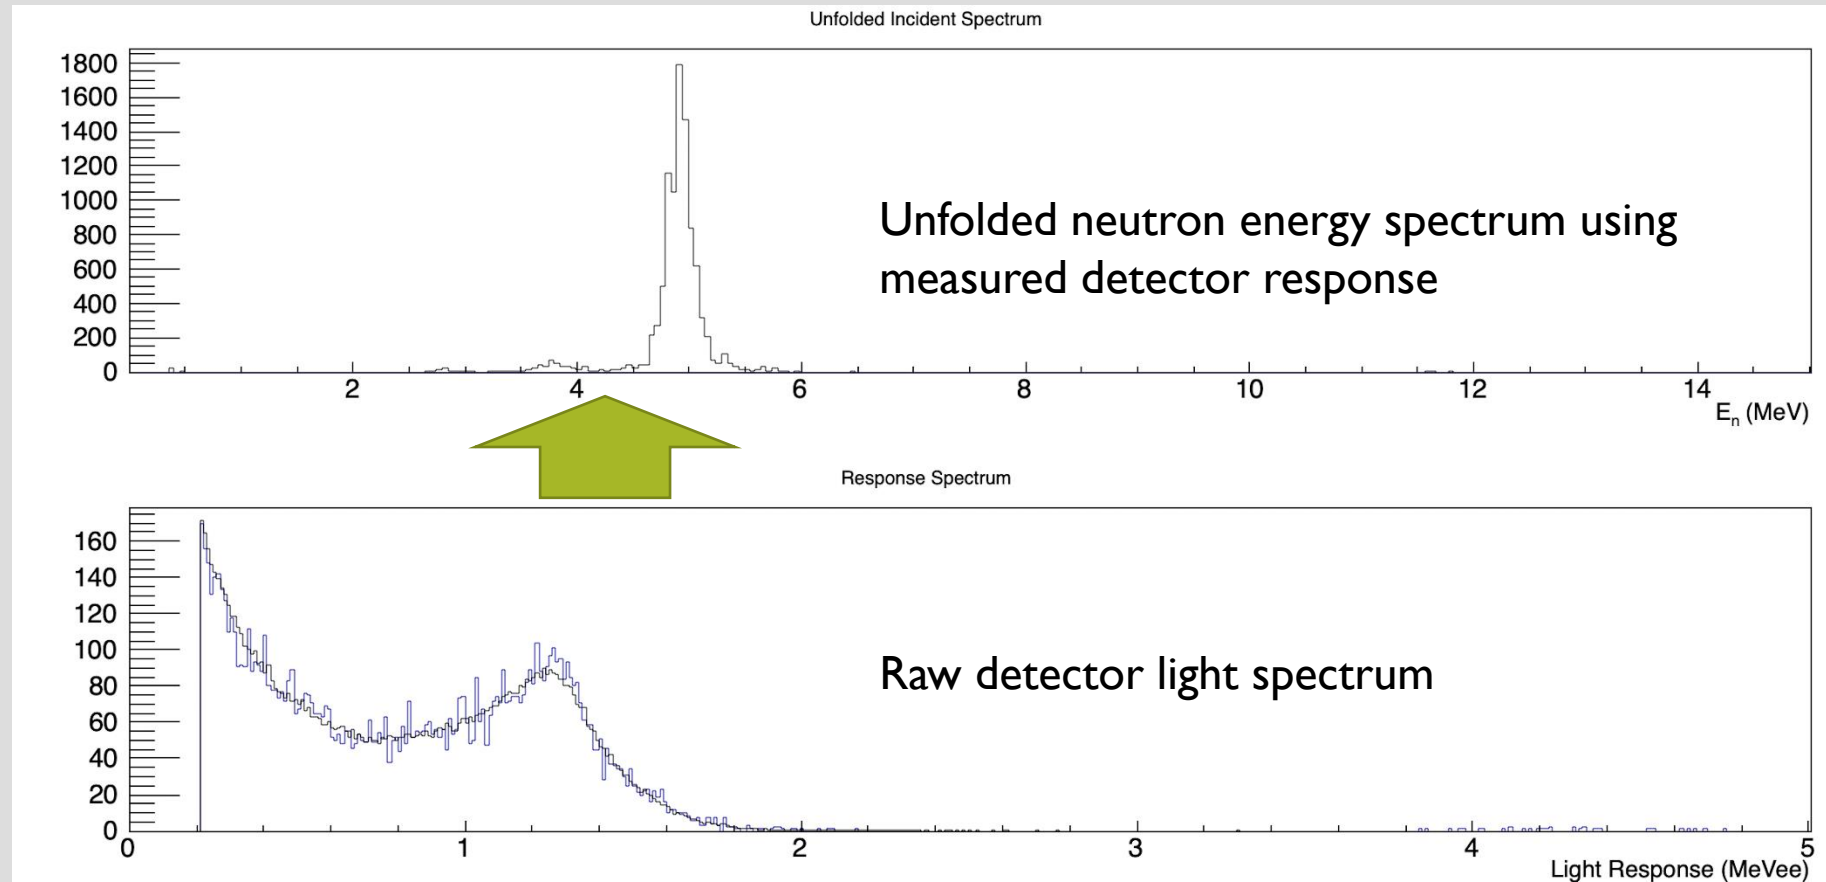 Unfolded Incident Spectrum
1800
1600
1400
1200
1000
800
600
400
200
0
Unfolded neutron energy spectrum using
measured detector response
2 4 6 8 10 12 14
E_n (MeV)
Response Spectrum
160
140
120
100
80
60
40
20
0
Raw detector light spectrum
0 1 2 3 4 5
Light Response (MeVee)